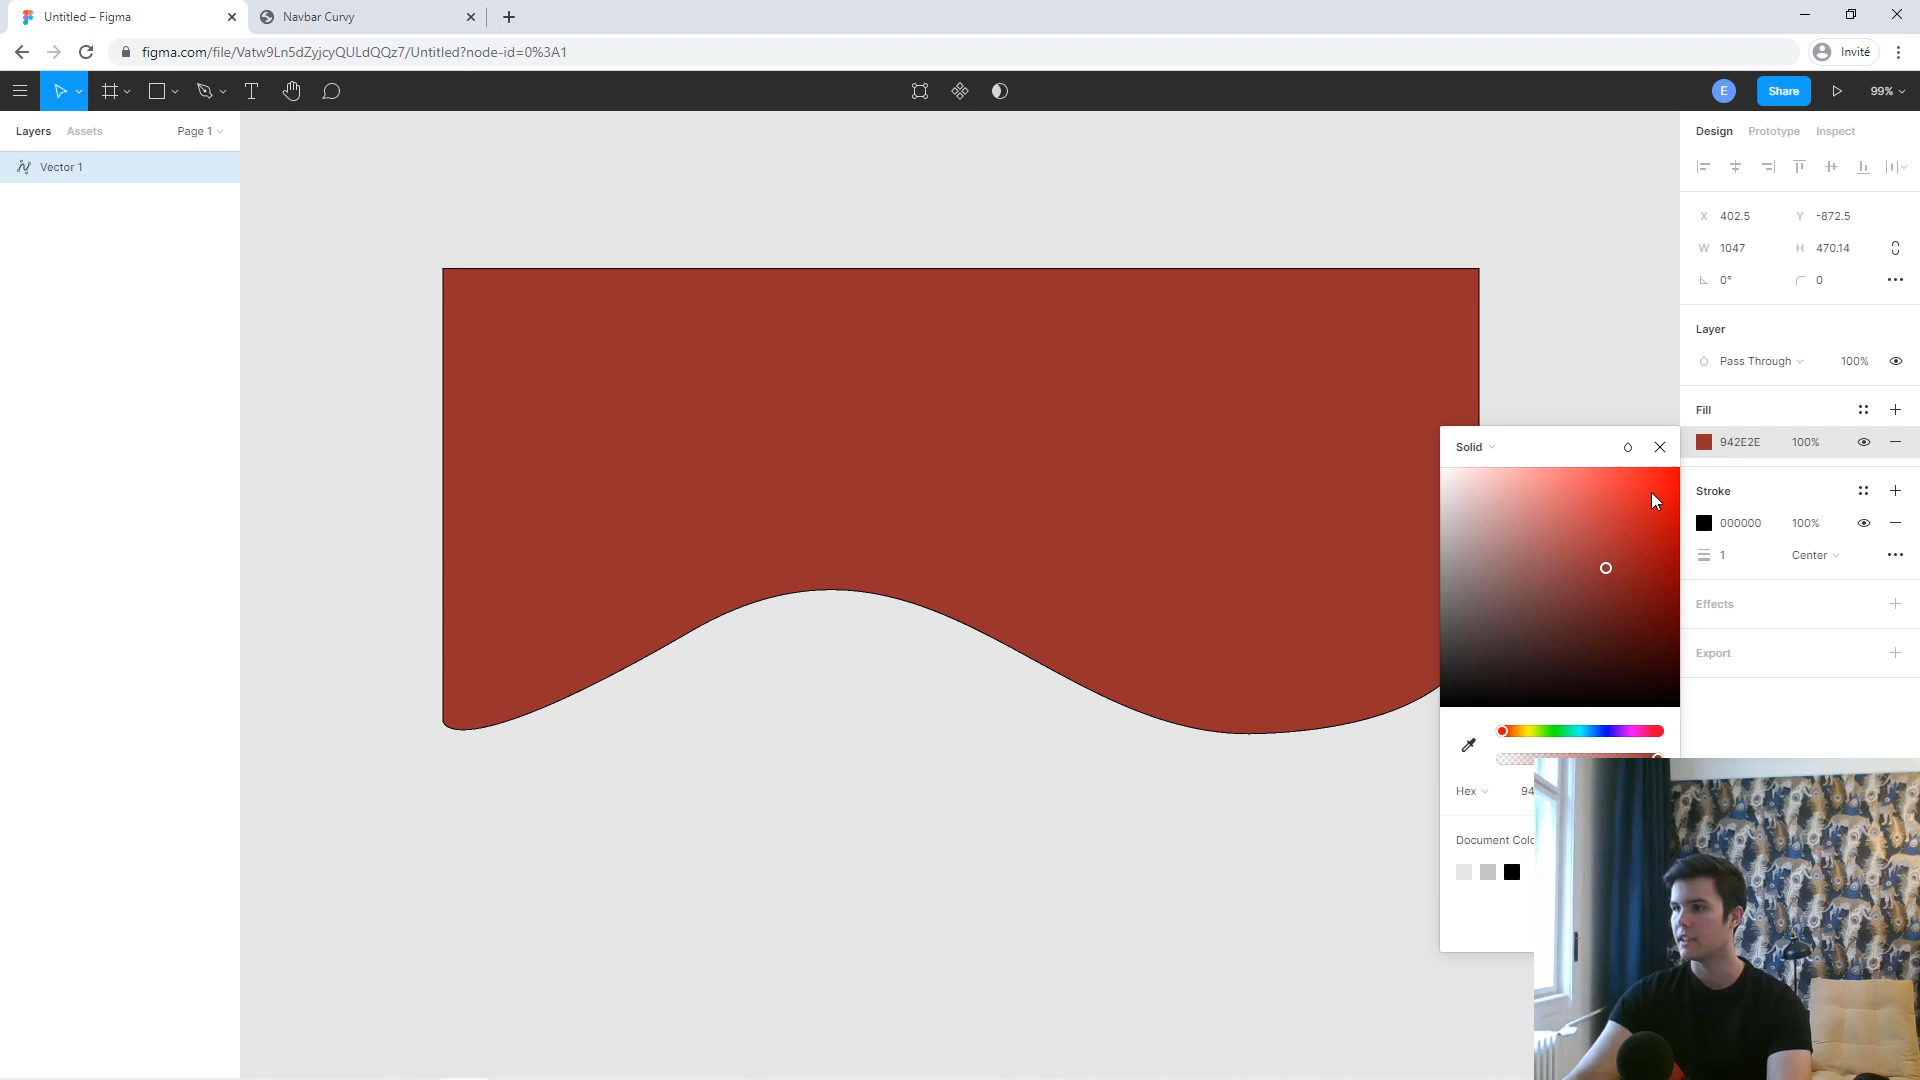 Untitled – Figma
Navbar Curvy
figma.com/file/Vatw9Ln5dZyjcyQULdQQz7/Untitled?node-id=0%3A1
Invité
E
Share
99%
Layers
Assets
Page 1
Design
Prototype
Inspect
Vector 1
X 402.5
Y -872.5
W 1047
H 470.14
0°
0
Layer
Pass Through
100%
Fill
942E2E
100%
Solid
Stroke
000000
100%
1
Center
Effects
Export
Hex
94
Document Colo